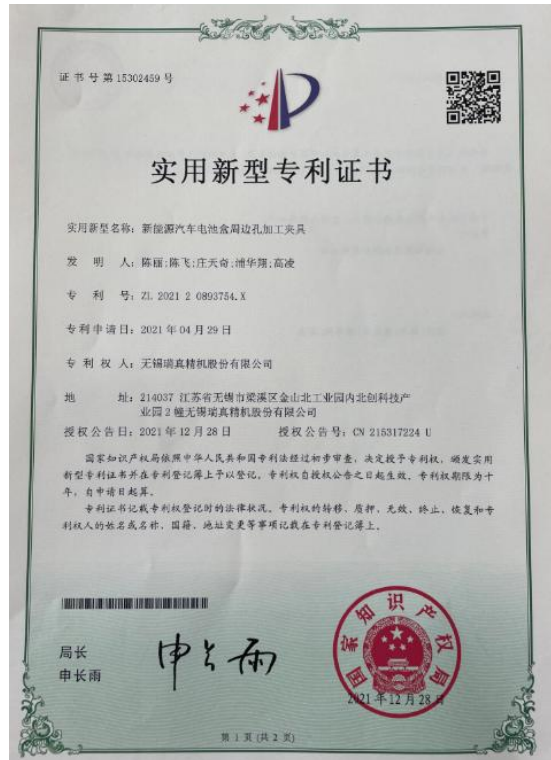 证书号第15302459号
实用新型专利证书
实用新型名称：新能源汽车电池盒周边孔加工夹具
发 明 人：陈丽;陈飞;庄天奇;浦华翔;高凌
专 利 号：ZL 2021 2 0893754.X
专利申请日：2021年04月29日
专 利 权 人：无锡瑞真精机股份有限公司
地 址：214037 江苏省无锡市梁溪区金山北工业园内北创科技产
业园2幢无锡瑞真精机股份有限公司
授权公告日：2021年12月28日 授权公告号：CN 215317224 U
国家知识产权局依照中华人民共和国专利法经过初步审查，决定授予专利权，颁发实用
新型专利证书并在专利登记簿上予以登记。专利权自授权公告之日起生效。专利权期限为十
年，自申请日起算。
专利证书记载专利权登记时的法律状况。专利权的转移、质押、无效、终止、恢复和专
利权人的姓名或名称、国籍、地址变更等事项记载在专利登记簿上。
局长
申长雨
申长雨
国家知识产权局
2021年12月28日
第 1 页 (共 2 页)